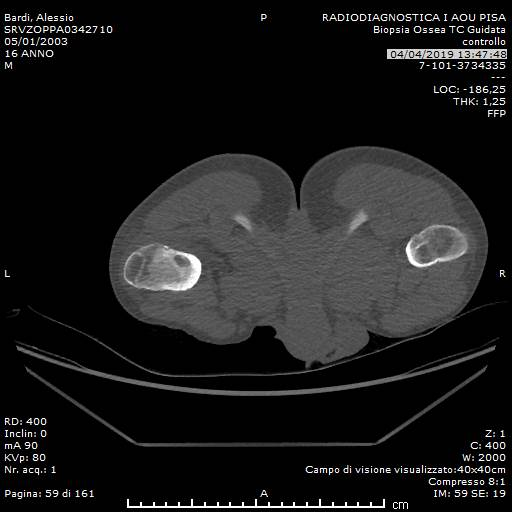 Bardi, Alessio
SRVZOPPA0342710
05/01/2003
16 ANNO
M
P
RADIODIAGNOSTICA I AOU PISA
Biopsia Ossea TC Guidata
controllo
04/04/2019 13:47:48
7-101-3734335
---
LOC: -186,25
THK: 1,25
FFP
L
R
RD: 400
Inclin: 0
mA 90
KVp: 80
Nr. acq.: 1
Pagina: 59 di 161
A
cm
Z: 1
C: 400
W: 2000
Campo di visione visualizzato:40x40cm
Compresso 8:1
IM: 59 SE: 19